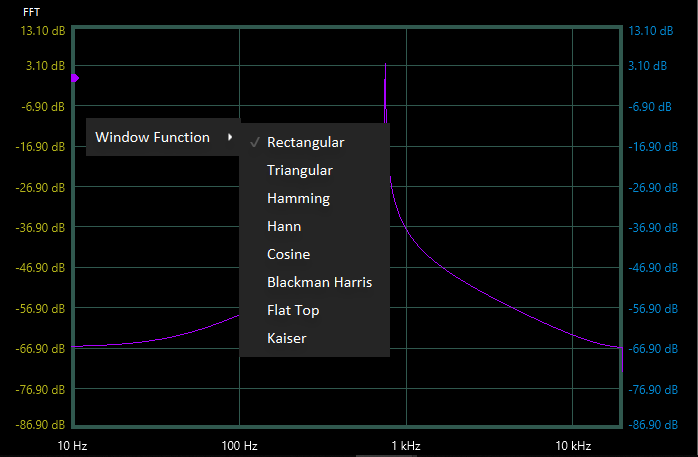 FFT
13.10 dB 13.10 dB
3.10 dB 3.10 dB
-6.90 dB -6.90 dB
Window Function Rectangular
-16.90 dB -16.90 dB
Triangular
-26.90 dB -26.90 dB
Hamming
-36.90 dB Hann -36.90 dB
Cosine
-46.90 dB -46.90 dB
Blackman Harris
-56.90 dB Flat Top -56.90 dB
Kaiser
-66.90 dB -66.90 dB
-76.90 dB -76.90 dB
-86.90 dB -86.90 dB
10 Hz 100 Hz 1 kHz 10 kHz